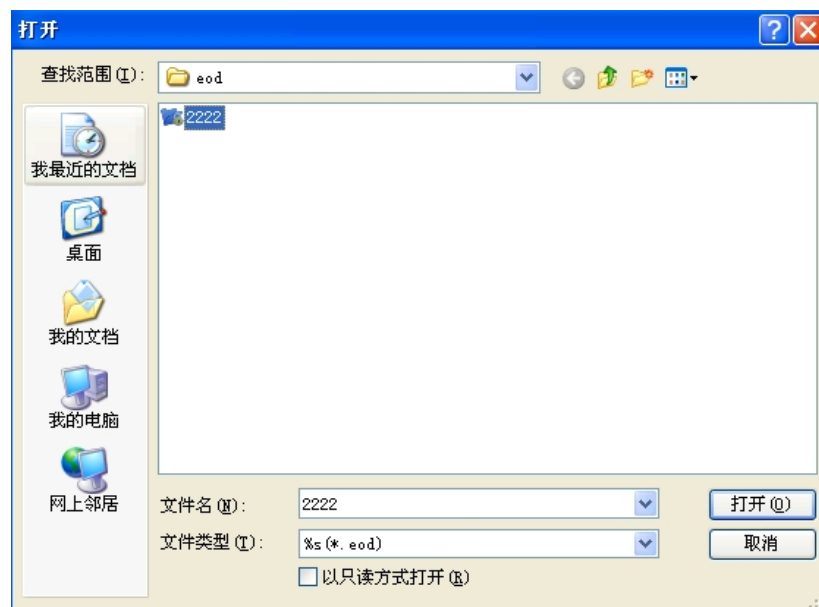 打开
查找范围(I):
eod
2222
我最近的文档
桌面
我的文档
我的电脑
网上邻居
文件名(N):
2222
打开(O)
文件类型(T):
%s(*.eod)
取消
以只读方式打开(R)